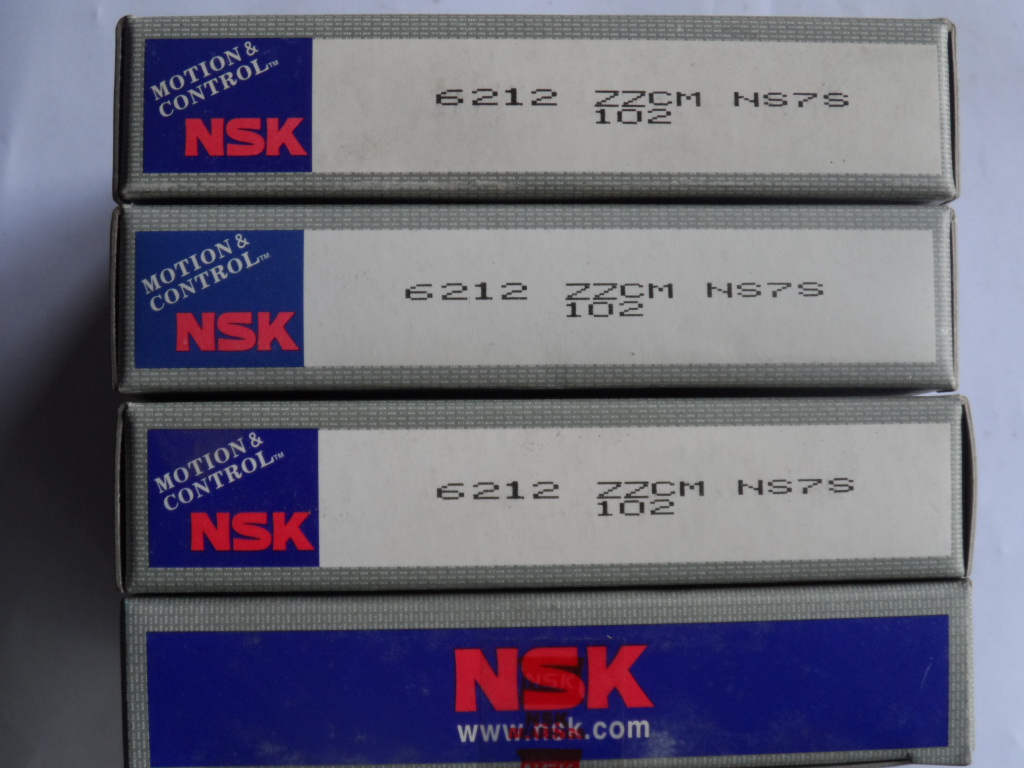 MOTION &
CONTROL™
NSK
6212 ZZCM NS7S
102
MOTION &
CONTROL™
NSK
6212 ZZCM NS7S
102
MOTION &
CONTROL™
NSK
6212 ZZCM NS7S
102
NSK
www.nsk.com
NSK